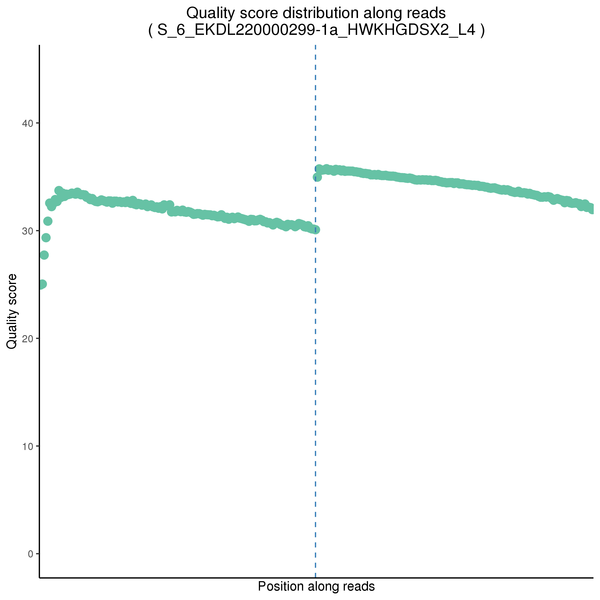 Quality score distribution along reads
( S_6_EKDL220000299-1a_HWKHGDSX2_L4 )
40
30
20
10
0
Quality score
Position along reads